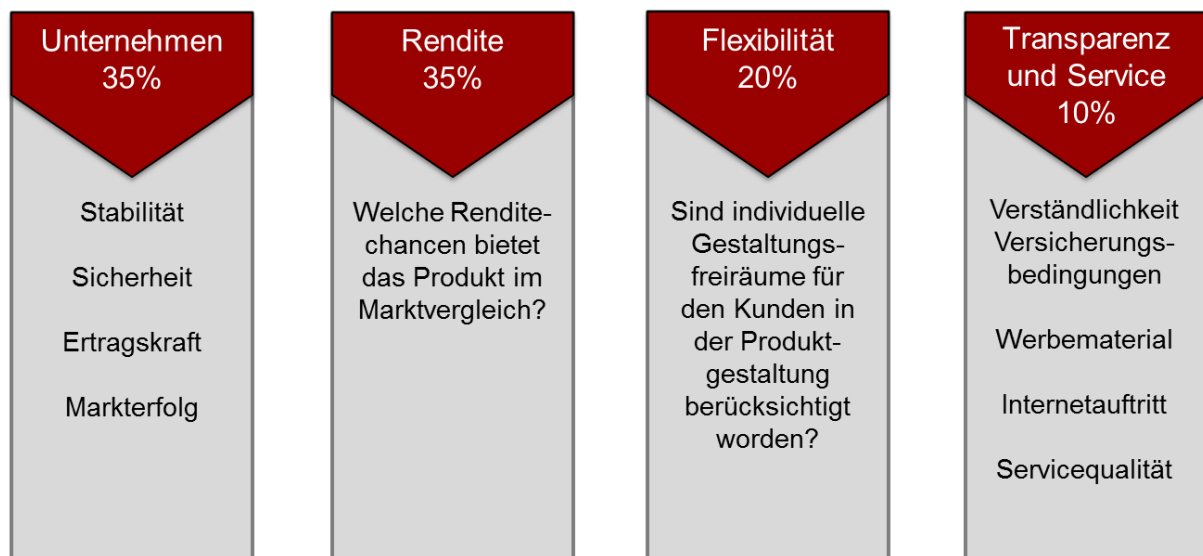 Unternehmen
35%
Stabilität
Sicherheit
Ertragskraft
Markterfolg
Rendite
35%
Welche Rendite-
chancen bietet
das Produkt im
Marktvergleich?
Flexibilität
20%
Sind individuelle
Gestaltungs-
freiräume für
den Kunden in
der Produkt-
gestaltung
berücksichtigt
worden?
Transparenz
und Service
10%
Verständlichkeit
Versicherungs-
bedingungen
Werbematerial
Internetauftritt
Servicequalität